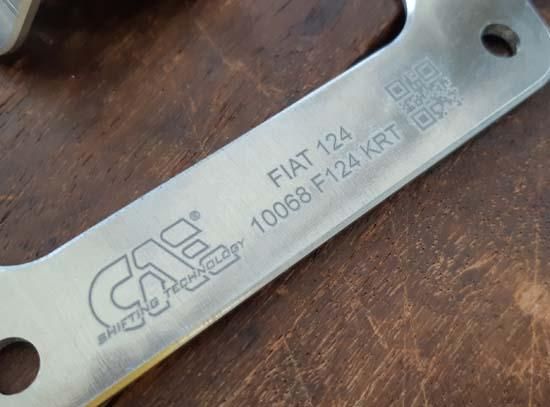 FIAT 124
10068 F124 KRT
CAE®
SHIFTING TECHNOLOGY